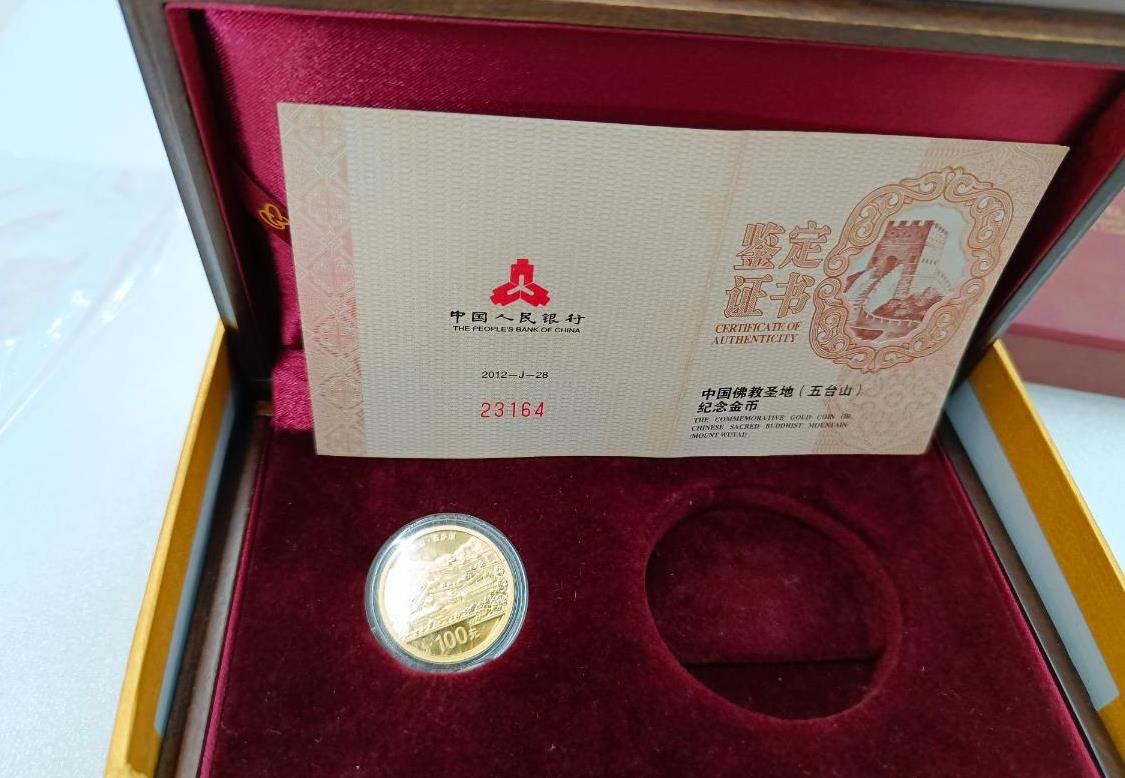 中国人民银行
THE PEOPLE'S BANK OF CHINA
2012—J—28
23164
鉴定
证书
CERTIFICATE OF
AUTHENTICITY
中国佛教圣地（五台山）
纪念金币
THE COMMEMORATIVE GOLD COIN OF
CHINESE SACRED BUDDHIST MOUNTAIN
(MOUNT WUTAI)
100元